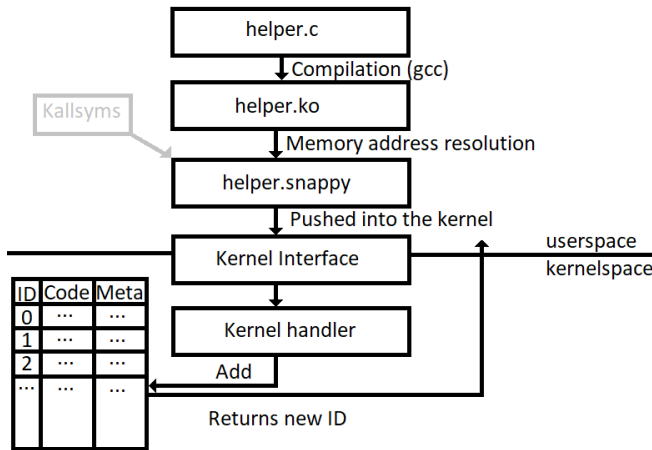 helper.c
Compilation (gcc)
helper.ko
Kallsyms
Memory address resolution
helper.snappy
Pushed into the kernel
userspace
Kernel Interface
kernelspace
ID Code Meta
0 ... ...
1 ... ...
2 ... ...
... ... ...
Kernel handler
Add
Returns new ID